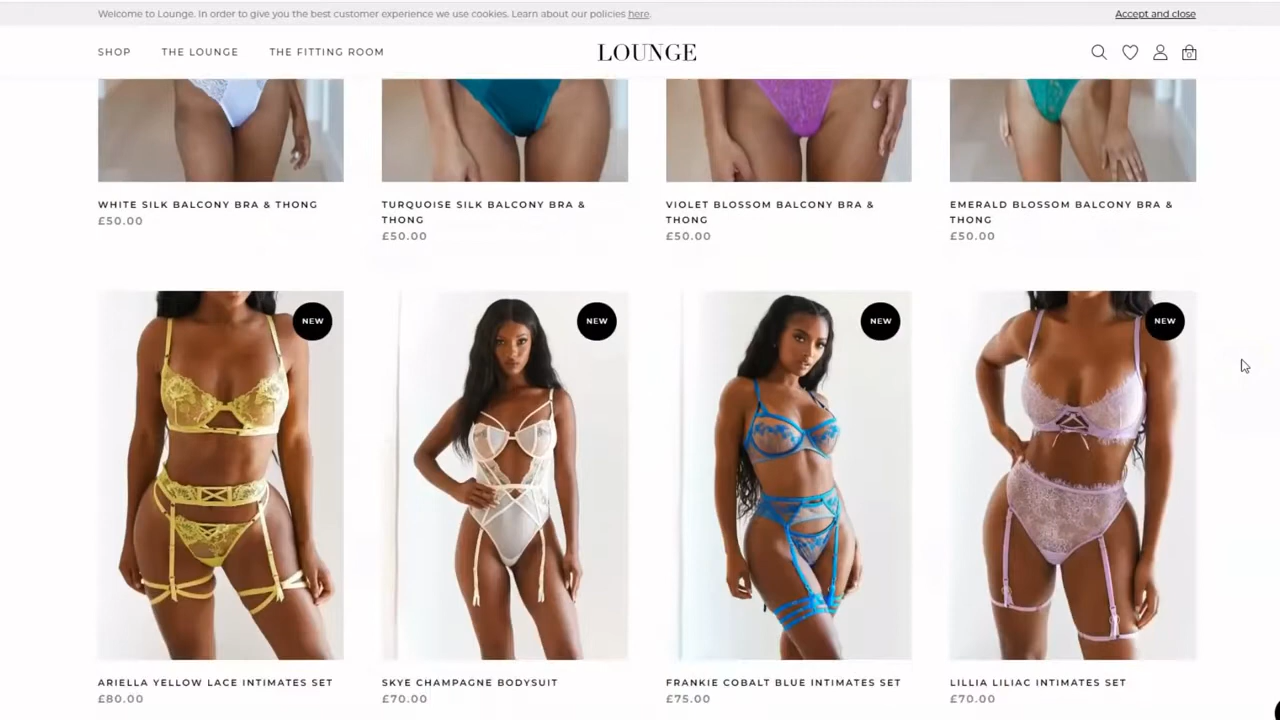 Welcome to Lounge. In order to give you the best customer experience we use cookies. Learn about our policies here.
Accept and close
SHOP
THE LOUNGE
THE FITTING ROOM
LOUNGE
0
WHITE SILK BALCONY BRA & THONG
£50.00
TURQUOISE SILK BALCONY BRA &
THONG
£50.00
VIOLET BLOSSOM BALCONY BRA &
THONG
£50.00
EMERALD BLOSSOM BALCONY BRA &
THONG
£50.00
NEW
NEW
NEW
NEW
ARIELLA YELLOW LACE INTIMATES SET
£80.00
SKYE CHAMPAGNE BODYSUIT
£70.00
FRANKIE COBALT BLUE INTIMATES SET
£75.00
LILLIA LILIAC INTIMATES SET
£70.00